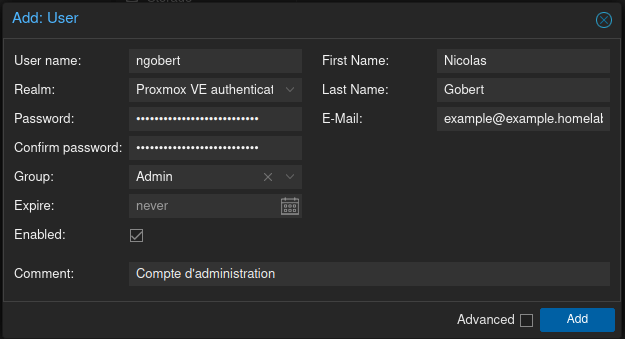 Add: User
User name: ngobert First Name: Nicolas
Realm: Proxmox VE authenticat Last Name: Gobert
Password: ••••••••••••••••••••••••••• E-Mail: example@example.homelab
Confirm password: •••••••••••••••••••••••••••
Group: Admin
Expire: never
Enabled:
Comment: Compte d'administration
Advanced Add